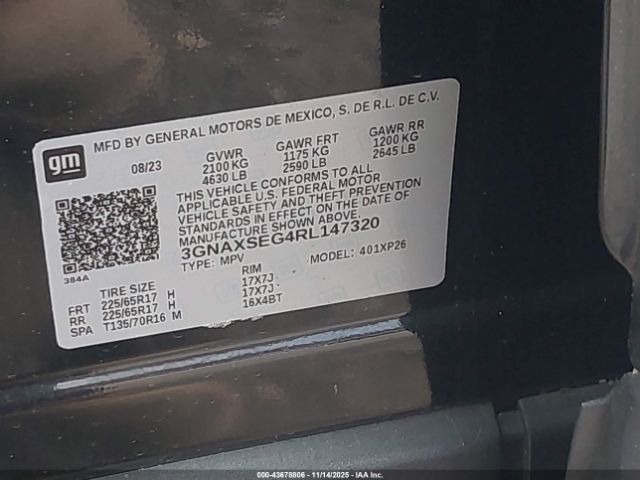 gm
MFD BY GENERAL MOTORS DE MEXICO, S. DE R.L. DE C.V.
08/23
GVWR GAWR FRT GAWR RR
2100 KG 1175 KG 1200 KG
4630 LB 2590 LB 2645 LB
THIS VEHICLE CONFORMS TO ALL
APPLICABLE U.S. FEDERAL MOTOR
VEHICLE SAFETY AND THEFT PREVENTION
STANDARDS IN EFFECT ON THE DATE OF
MANUFACTURE SHOWN ABOVE.
3GNAXSEG4RL147320
TYPE: MPV MODEL: 401XP26
384A
TIRE SIZE RIM
FRT 225/65R17 H 17X7J
RR 225/65R17 H 17X7J
SPA T135/70R16 M 16X4BT
000-43678806 - 11/14/2025 - IAA Inc.